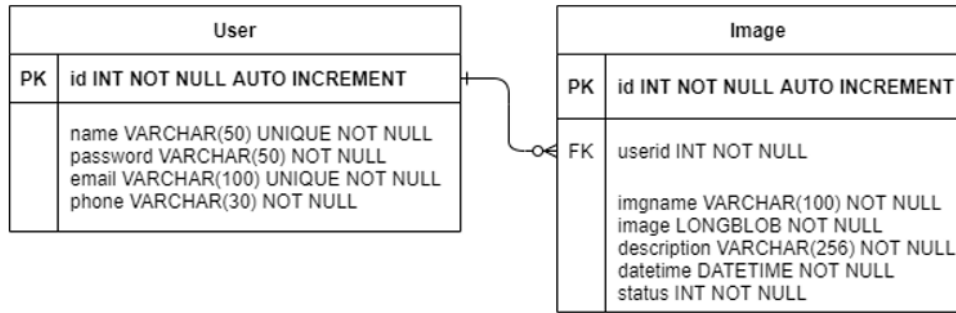 User
PK id INT NOT NULL AUTO INCREMENT
name VARCHAR(50) UNIQUE NOT NULL
password VARCHAR(50) NOT NULL
email VARCHAR(100) UNIQUE NOT NULL
phone VARCHAR(30) NOT NULL
Image
PK id INT NOT NULL AUTO INCREMENT
FK userid INT NOT NULL
imgname VARCHAR(100) NOT NULL
image LONGBLOB NOT NULL
description VARCHAR(256) NOT NULL
datetime DATETIME NOT NULL
status INT NOT NULL